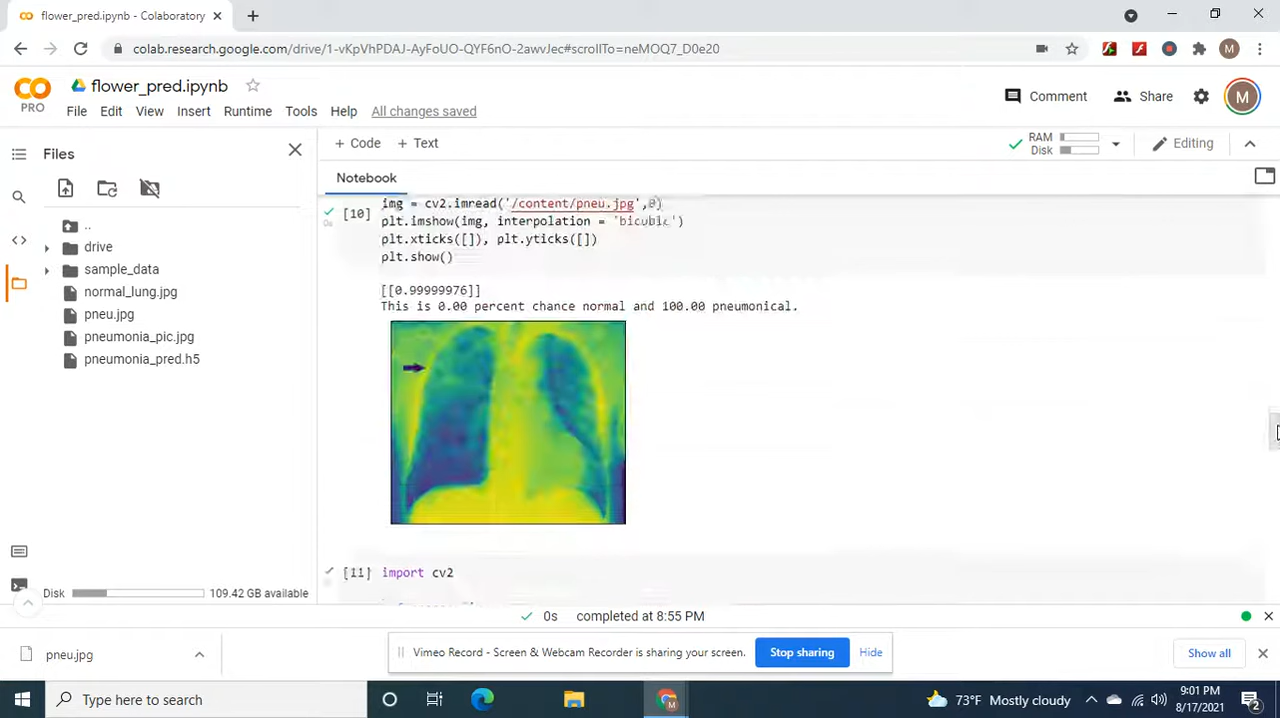 flower_pred.ipynb - Colaboratory
colab.research.google.com/drive/1-vKpVhPDAJ-AyFoUO-QYF6nO-2awvJec#scrollTo=neMOQ7_D0e20
M
CO
PRO
flower_pred.ipynb
Comment
Share
M
File Edit View Insert Runtime Tools Help All changes saved
Files
+ Code + Text
RAM
Disk
Editing
Notebook
..
drive
sample_data
normal_lung.jpg
pneu.jpg
pneumonia_pic.jpg
pneumonia_pred.h5
[10]
0s
img = cv2.imread('/content/pneu.jpg',0)
plt.imshow(img, interpolation = 'bicubic')
plt.xticks([]), plt.yticks([])
plt.show()
[[0.99999976]]
This is 0.00 percent chance normal and 100.00 pneumonical.
[11] import cv2
Disk 109.42 GB available
0s completed at 8:55 PM
pneu.jpg
Vimeo Record - Screen & Webcam Recorder is sharing your screen.
Stop sharing
Hide
Show all
Type here to search
M
73°F Mostly cloudy
9:01 PM
8/17/2021
2